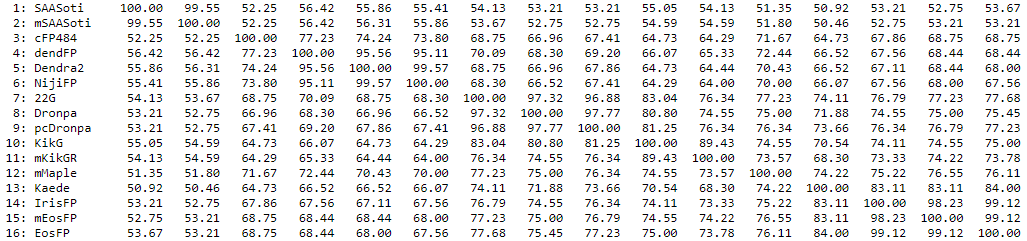 1: SAASoti 100.00 99.55 52.25 56.42 55.86 55.41 54.13 53.21 53.21 55.05 54.13 51.35 50.92 53.21 52.75 53.67
2: mSAASoti 99.55 100.00 52.25 56.42 56.31 55.86 53.67 52.75 52.75 54.59 54.59 51.80 50.46 52.75 53.21 53.21
3: cFP484 52.25 52.25 100.00 77.23 74.24 73.80 68.75 66.96 67.41 64.73 64.29 71.67 64.73 67.86 68.75 68.75
4: dendFP 56.42 56.42 77.23 100.00 95.56 95.11 70.09 68.30 69.20 66.07 65.33 72.44 66.52 67.56 68.44 68.44
5: Dendra2 55.86 56.31 74.24 95.56 100.00 99.57 68.75 66.96 67.86 64.73 64.44 70.43 66.52 67.11 68.44 68.00
6: NijiFP 55.41 55.86 73.80 95.11 99.57 100.00 68.30 66.52 67.41 64.29 64.00 70.00 66.07 67.56 68.00 67.56
7: 22G 54.13 53.67 68.75 70.09 68.75 68.30 100.00 97.32 96.88 83.04 76.34 77.23 74.11 76.79 77.23 77.68
8: Dronpa 53.21 52.75 66.96 68.30 66.96 66.52 97.32 100.00 97.77 80.80 74.55 75.00 71.88 74.55 75.00 75.45
9: pcDronpa 53.21 52.75 67.41 69.20 67.86 67.41 96.88 97.77 100.00 81.25 76.34 76.34 73.66 76.34 76.79 77.23
10: KikG 55.05 54.59 64.73 66.07 64.73 64.29 83.04 80.80 81.25 100.00 89.43 74.55 70.54 74.11 74.55 75.00
11: mKikGR 54.13 54.59 64.29 65.33 64.44 64.00 76.34 74.55 76.34 89.43 100.00 73.57 68.30 73.33 74.22 73.78
12: mMaple 51.35 51.80 71.67 72.44 70.43 70.00 77.23 75.00 76.34 74.55 73.57 100.00 74.22 75.22 76.55 76.11
13: Kaede 50.92 50.46 64.73 66.52 66.52 66.07 74.11 71.88 73.66 70.54 68.30 74.22 100.00 83.11 83.11 84.00
14: IrisFP 53.21 52.75 67.86 67.56 67.11 67.56 76.79 74.55 76.34 74.11 73.33 75.22 83.11 100.00 98.23 99.12
15: mEosFP 52.75 53.21 68.75 68.44 68.44 68.00 77.23 75.00 76.79 74.55 74.22 76.55 83.11 98.23 100.00 99.12
16: EosFP 53.67 53.21 68.75 68.44 68.00 67.56 77.68 75.45 77.23 75.00 73.78 76.11 84.00 99.12 99.12 100.00